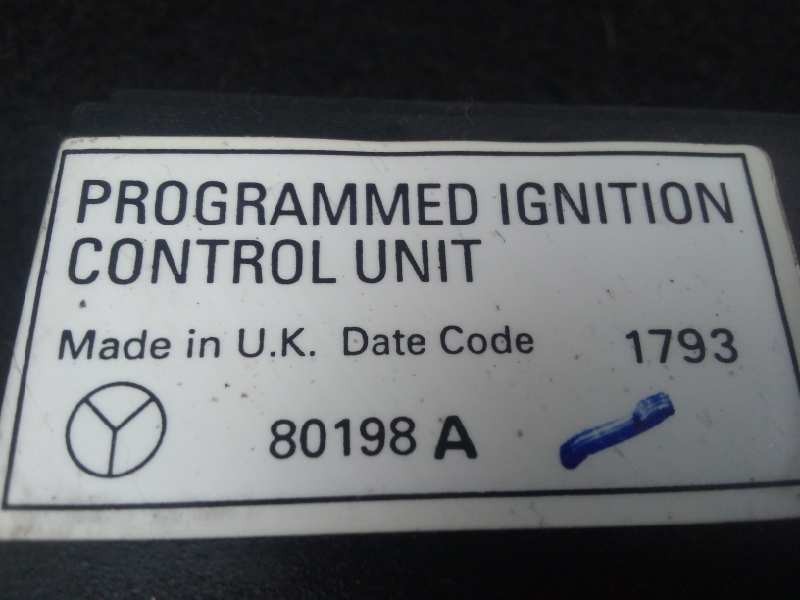 PROGRAMMED IGNITION
CONTROL UNIT
Made in U.K. Date Code 1793
80198 A